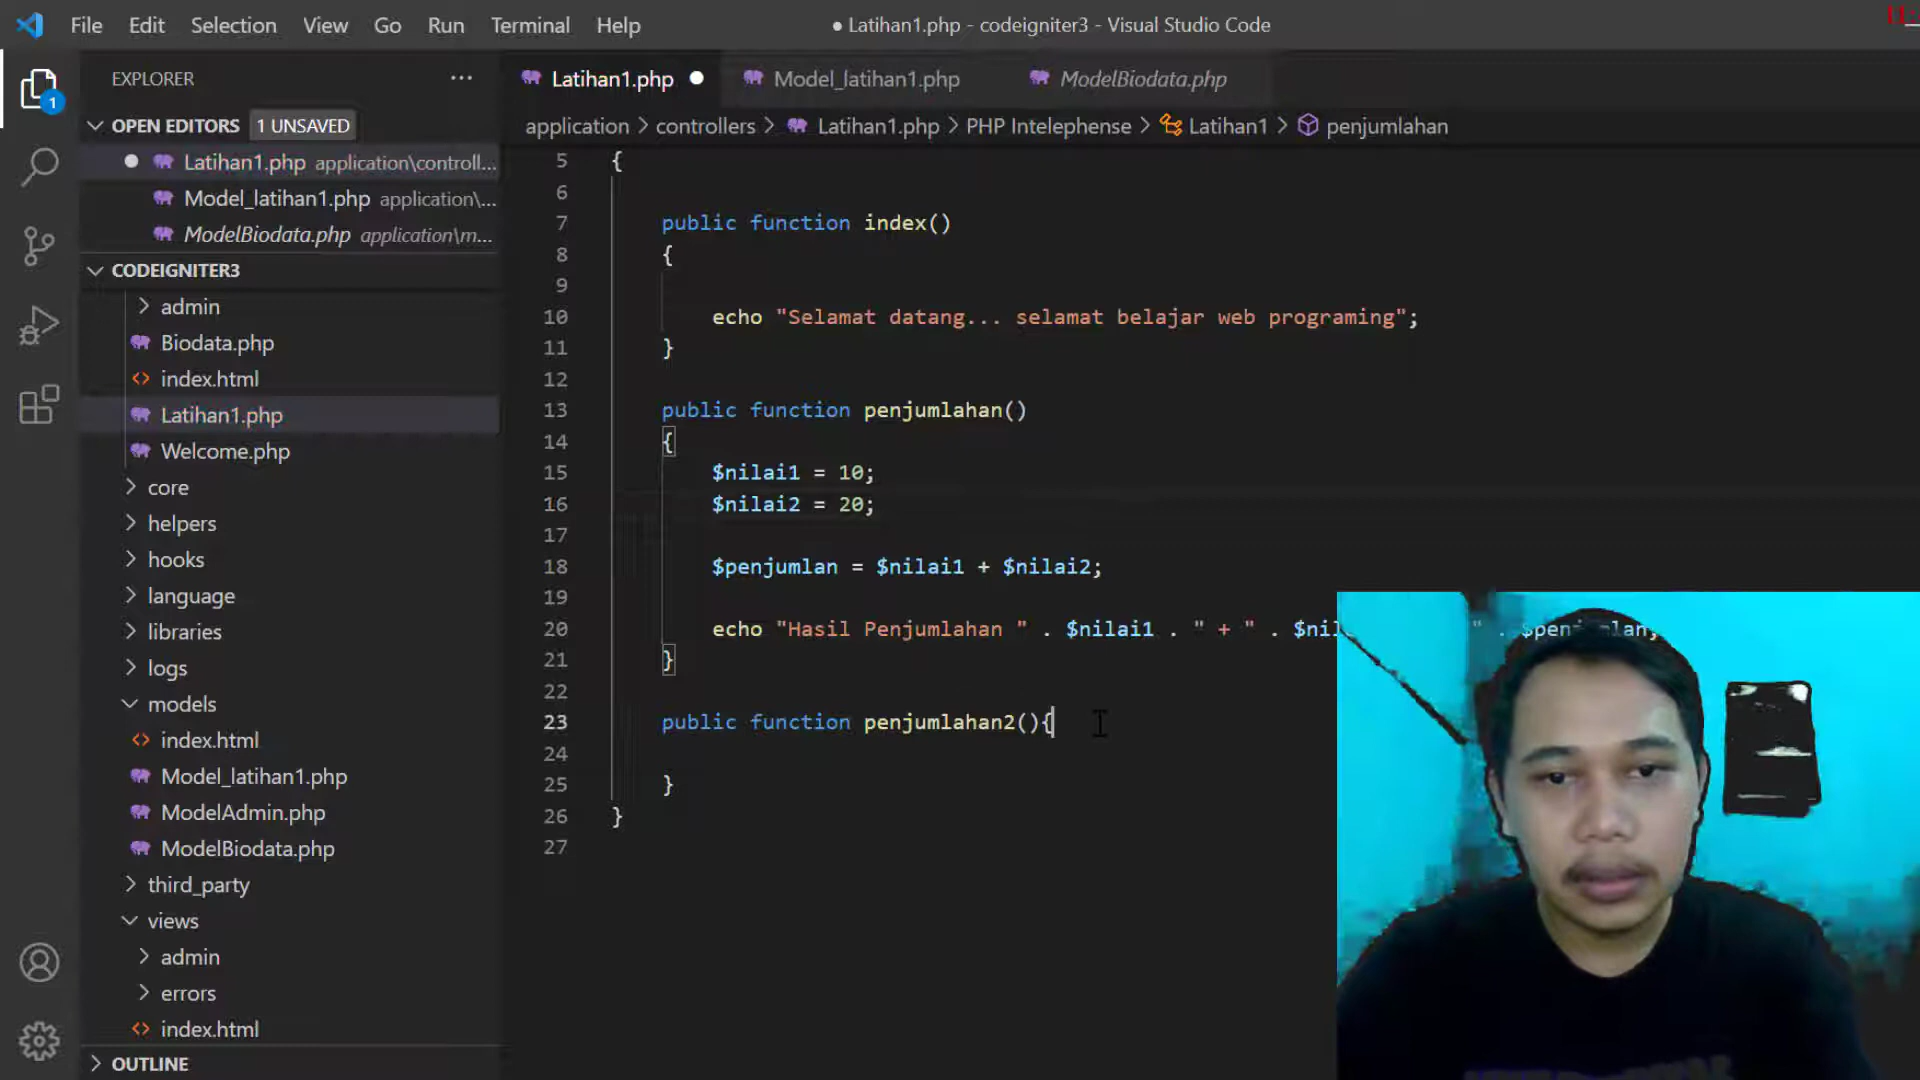 File Edit Selection View Go Run Terminal Help
● Latihan1.php - codeigniter3 - Visual Studio Code
EXPLORER ···
Latihan1.php ● Model_latihan1.php ModelBiodata.php
application > controllers > Latihan1.php > PHP Intelephense > Latihan1 > penjumlahan
1
OPEN EDITORS 1 UNSAVED
Latihan1.php application\controll...
Model_latihan1.php application\...
ModelBiodata.php application\m...
CODEIGNITER3
admin
Biodata.php
index.html
Latihan1.php
Welcome.php
core
helpers
hooks
language
libraries
logs
models
index.html
Model_latihan1.php
ModelAdmin.php
ModelBiodata.php
third_party
views
admin
errors
index.html
OUTLINE
5 {
6
7 public function index()
8 {
9
10 echo "Selamat datang... selamat belajar web programing";
11 }
12
13 public function penjumlahan()
14 {
15 $nilai1 = 10;
16 $nilai2 = 20;
17
18 $penjumlan = $nilai1 + $nilai2;
19
20 echo "Hasil Penjumlahan " . $nilai1 . " + " . $nil " . $penjumlan;
21 }
22
23 public function penjumlahan2(){
24
25 }
26 }
27